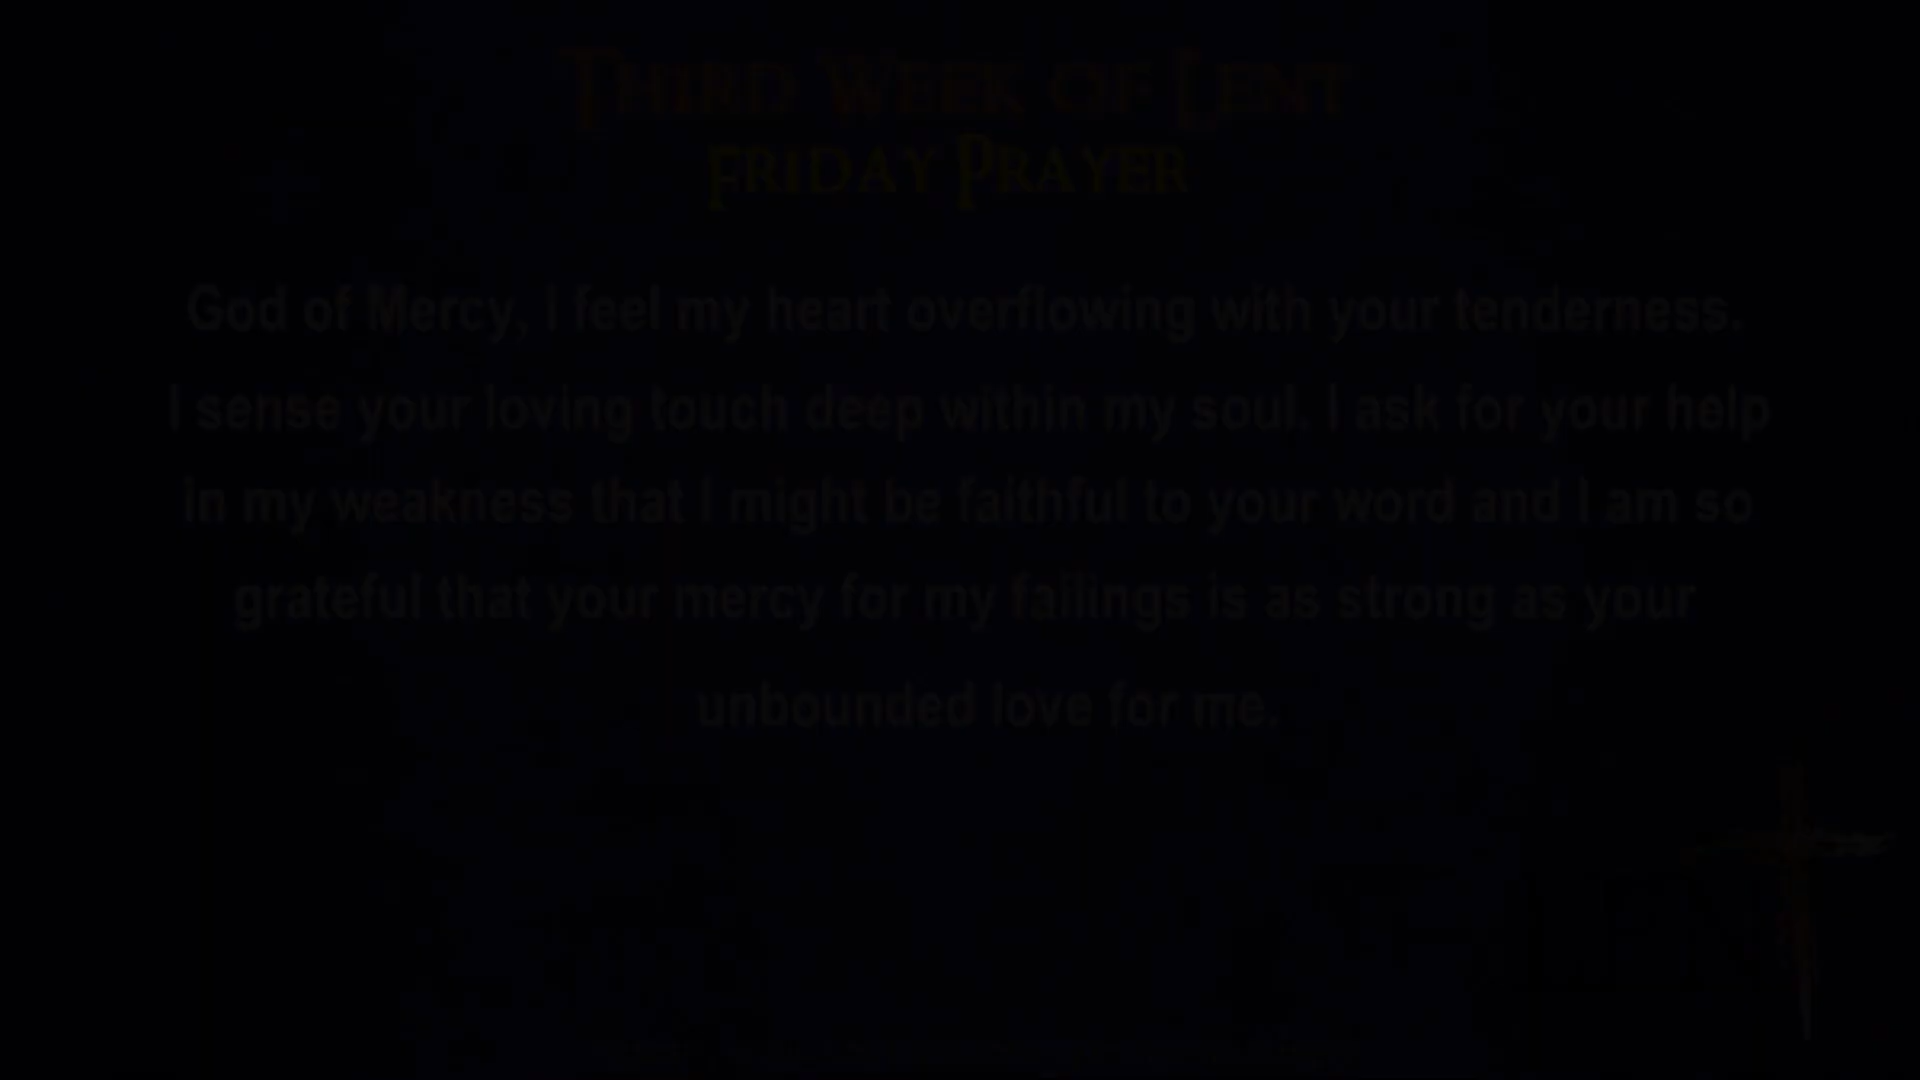 Third Week of Lent
Friday Prayer
God of Mercy, I feel my heart overflowing with your tenderness.
I sense your loving touch deep within my soul. I ask for your help
in my weakness that I might be faithful to your word and I am so
grateful that your mercy for my failings is as strong as your
unbounded love for me.